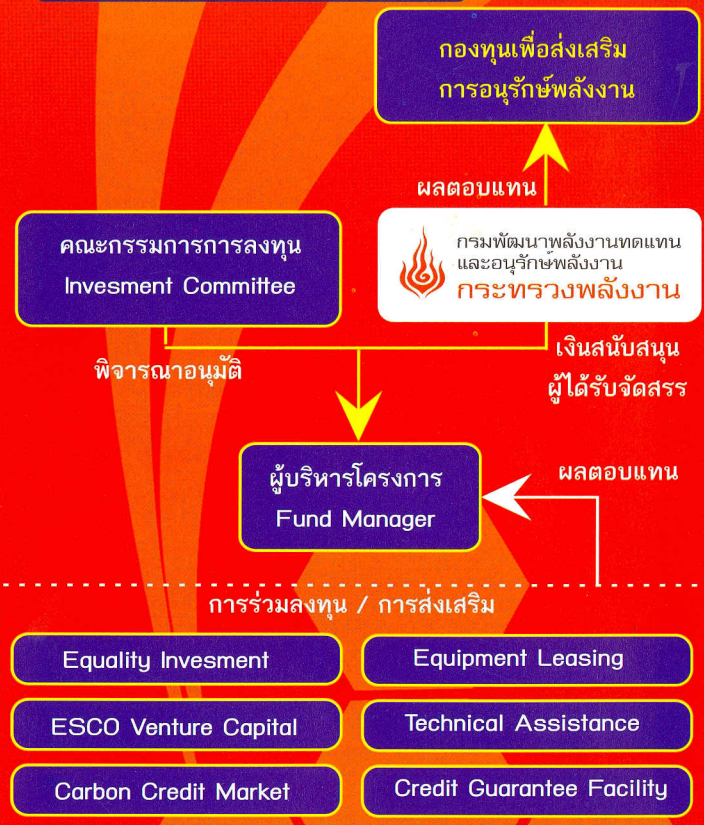 กองทุนเพื่อส่งเสริม
การอนุรักษ์พลังงาน
ผลตอบแทน
คณะกรรมการการลงทุน
Invesment Committee
กรมพัฒนาพลังงานทดแทน
และอนุรักษ์พลังงาน
กระทรวงพลังงาน
พิจารณาอนุมัติ
เงินสนับสนุน
ผู้ได้รับจัดสรร
ผู้บริหารโครงการ
Fund Manager
ผลตอบแทน
การร่วมลงทุน / การส่งเสริม
Equality Invesment
Equipment Leasing
ESCO Venture Capital
Technical Assistance
Carbon Credit Market
Credit Guarantee Facility